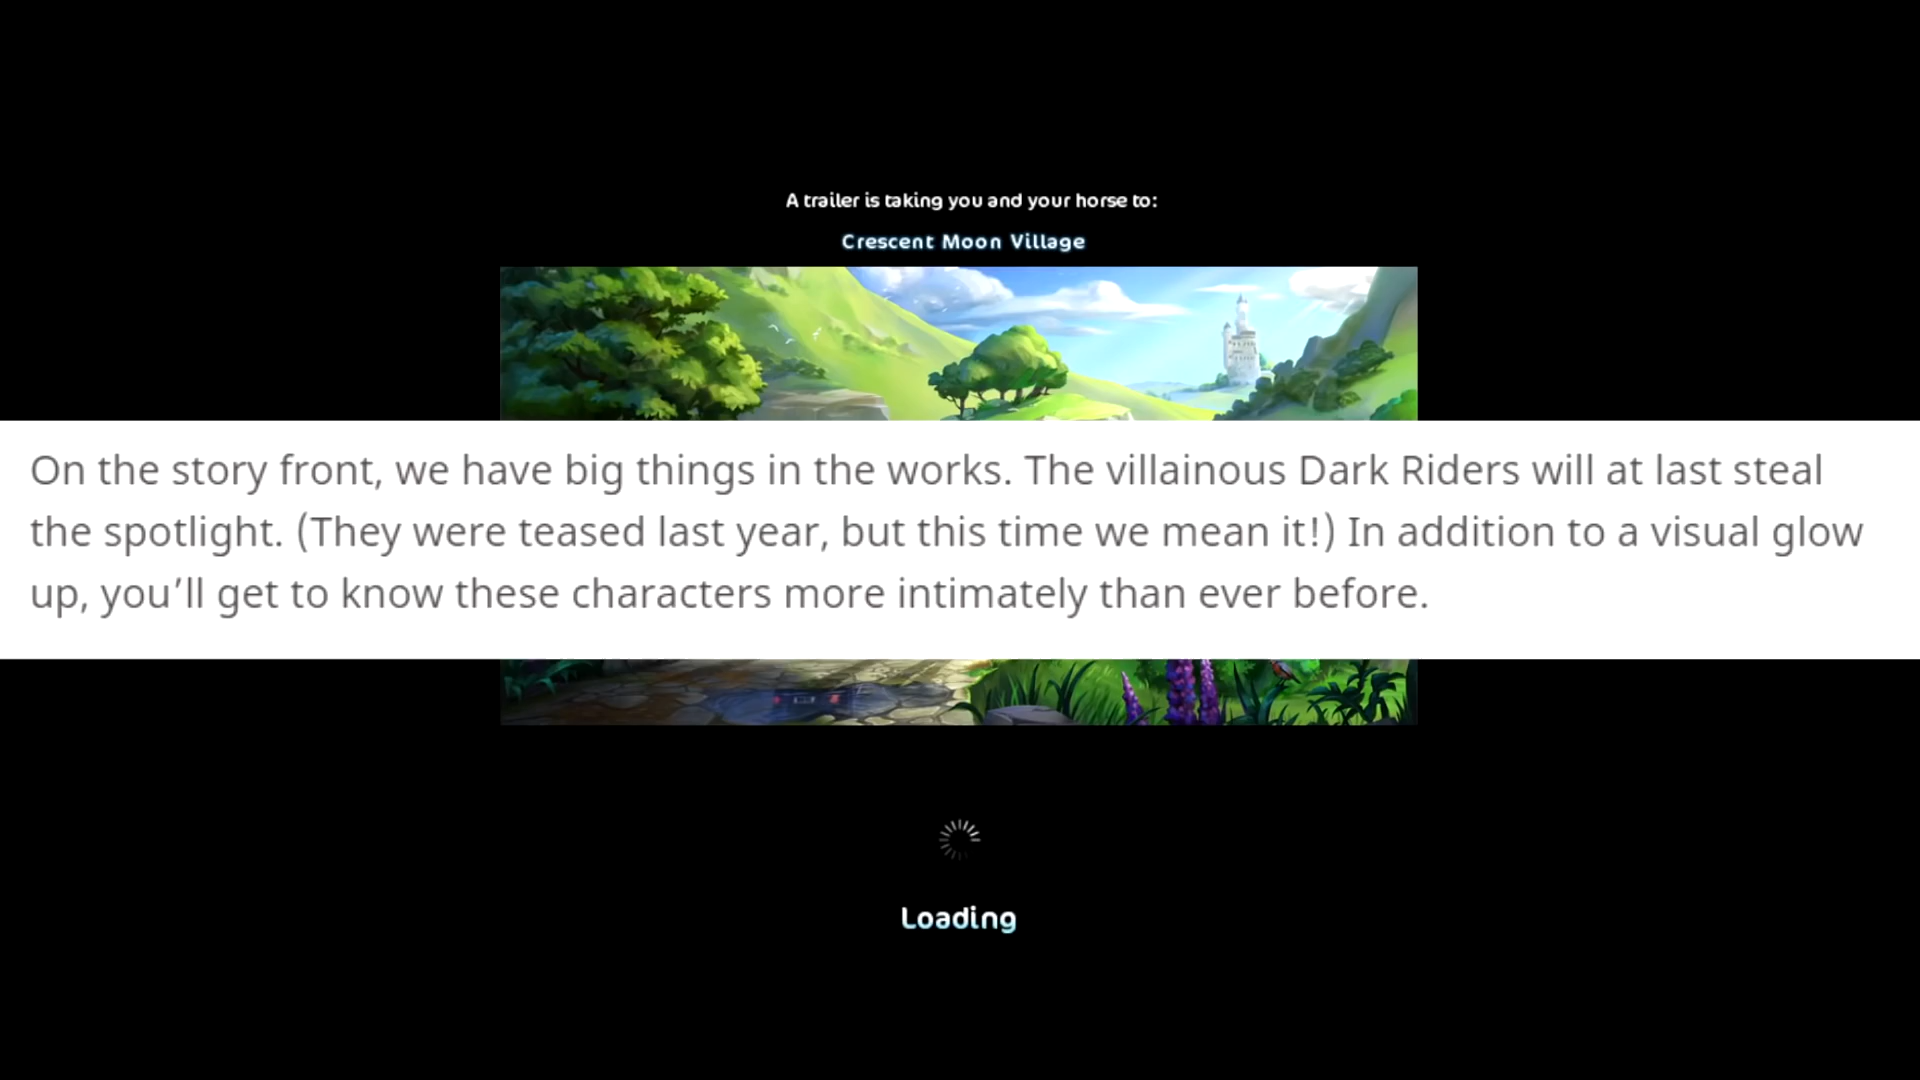 A trailer is taking you and your horse to:
Crescent Moon Village
On the story front, we have big things in the works. The villainous Dark Riders will at last steal
the spotlight. (They were teased last year, but this time we mean it!) In addition to a visual glow
up, you’ll get to know these characters more intimately than ever before.
Loading